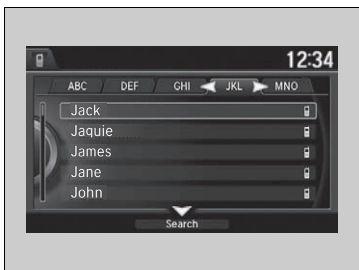 12:34
ABC DEF GHI JKL MNO
Jack
Jaquie
James
Jane
John
Search